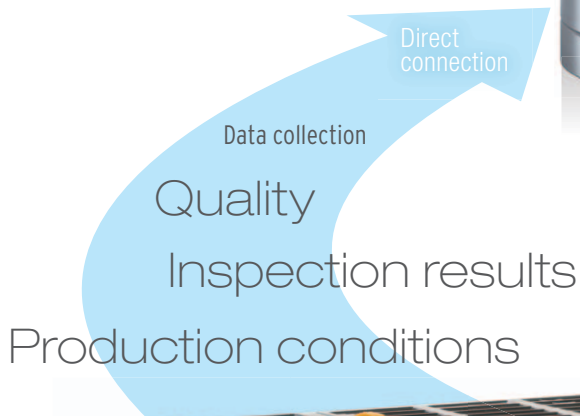 Direct
connection
Data collection
Quality
Inspection results
Production conditions